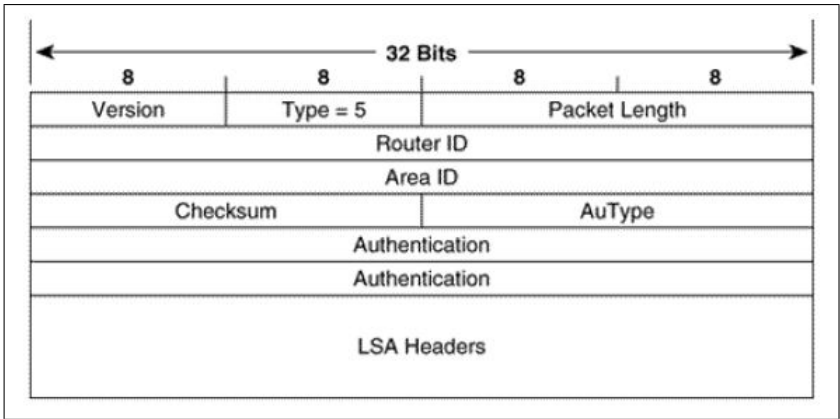 32 Bits
8 8 8 8
Version Type = 5 Packet Length
Router ID
Area ID
Checksum AuType
Authentication
Authentication
LSA Headers